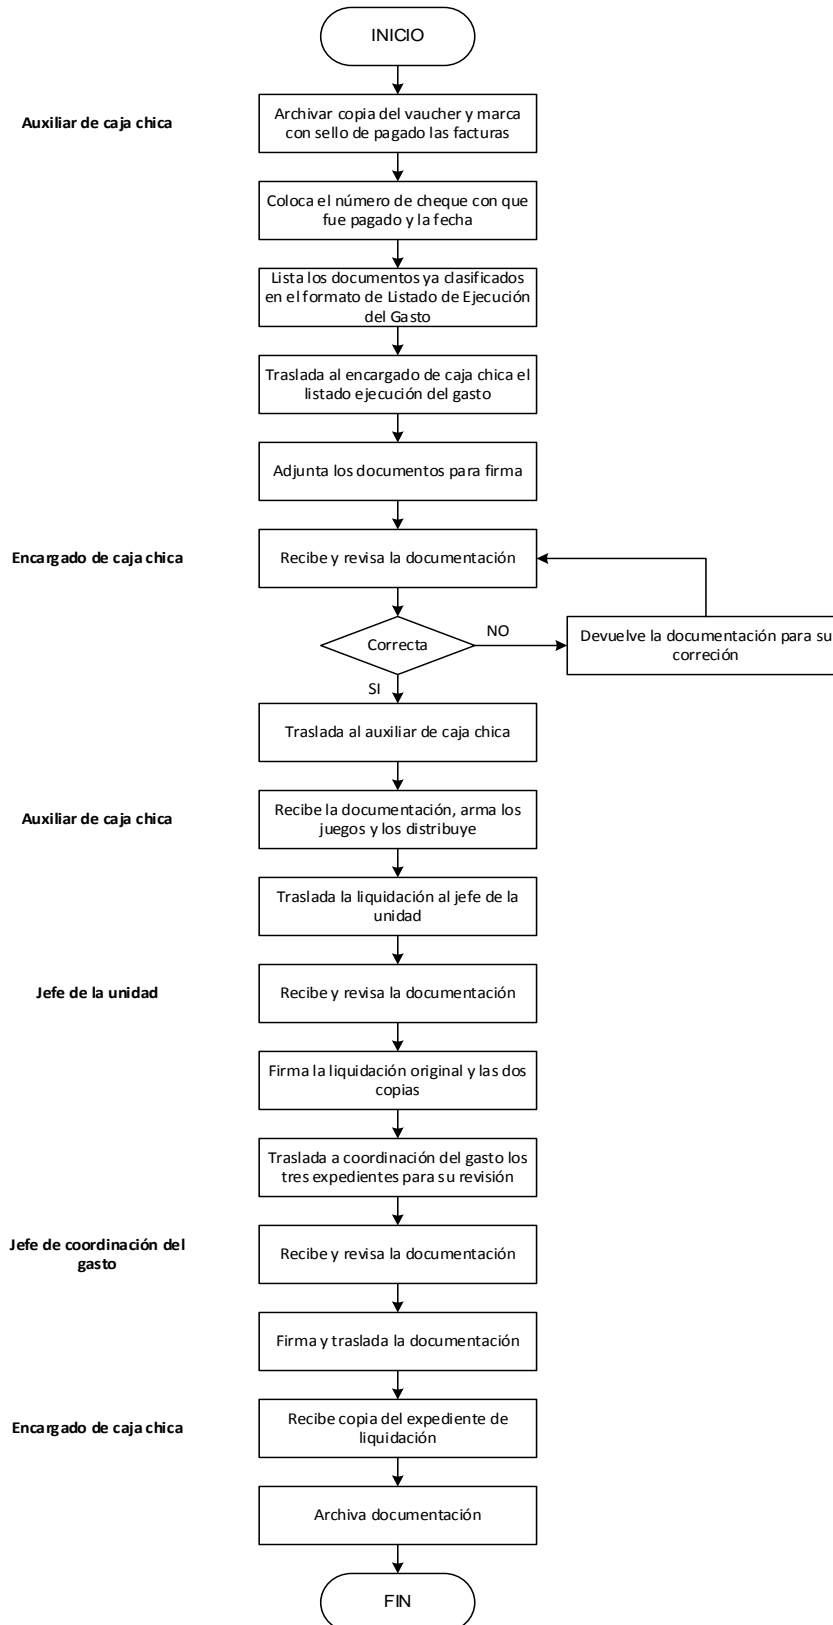 INICIO
Auxiliar de caja chica
Archivar copia del vaucher y marca
con sello de pagado las facturas
Coloca el número de cheque con que
fue pagado y la fecha
Lista los documentos ya clasificados
en el formato de Listado de Ejecución
del Gasto
Traslada al encargado de caja chica el
listado ejecución del gasto
Adjunta los documentos para firma
Encargado de caja chica
Recibe y revisa la documentación
Correcta
NO
Devuelve la documentación para su
correción
SI
Traslada al auxiliar de caja chica
Auxiliar de caja chica
Recibe la documentación, arma los
juegos y los distribuye
Traslada la liquidación al jefe de la
unidad
Jefe de la unidad
Recibe y revisa la documentación
Firma la liquidación original y las dos
copias
Traslada a coordinación del gasto los
tres expedientes para su revisión
Jefe de coordinación del
gasto
Recibe y revisa la documentación
Firma y traslada la documentación
Encargado de caja chica
Recibe copia del expediente de
liquidación
Archiva documentación
FIN